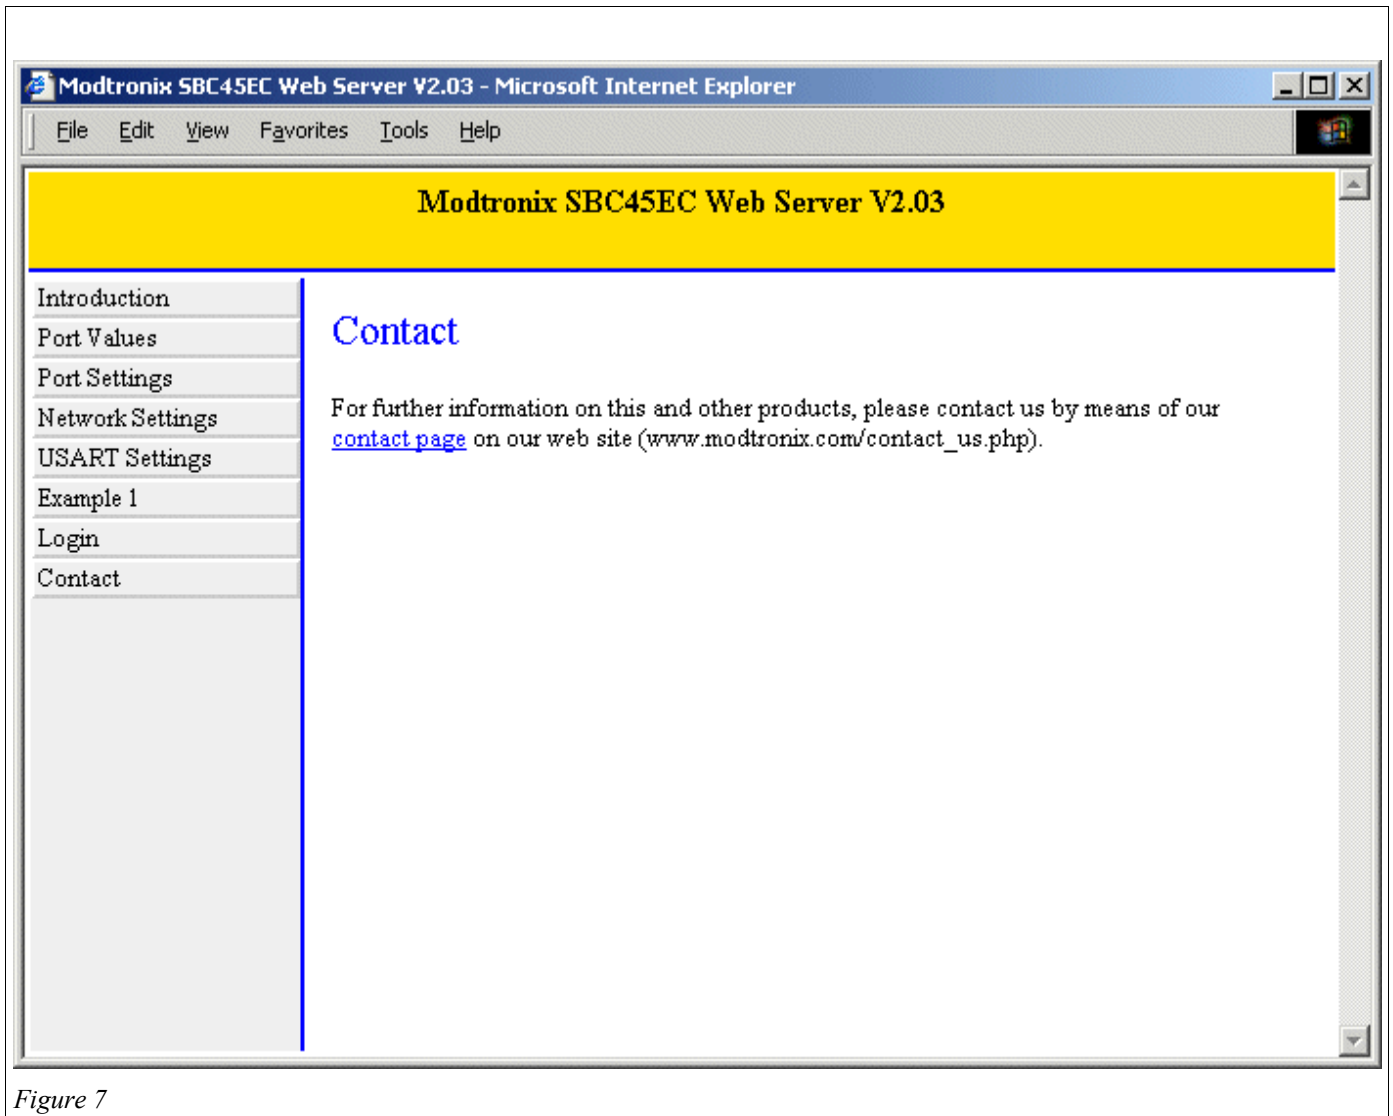 Modtronix SBC45EC Web Server V2.03 - Microsoft Internet Explorer
File Edit View Favorites Tools Help
Modtronix SBC45EC Web Server V2.03
Introduction
Port Values
Port Settings
Network Settings
USART Settings
Example 1
Login
Contact
Contact
For further information on this and other products, please contact us by means of our
contact page on our web site (www.modtronix.com/contact_us.php).
Figure 7